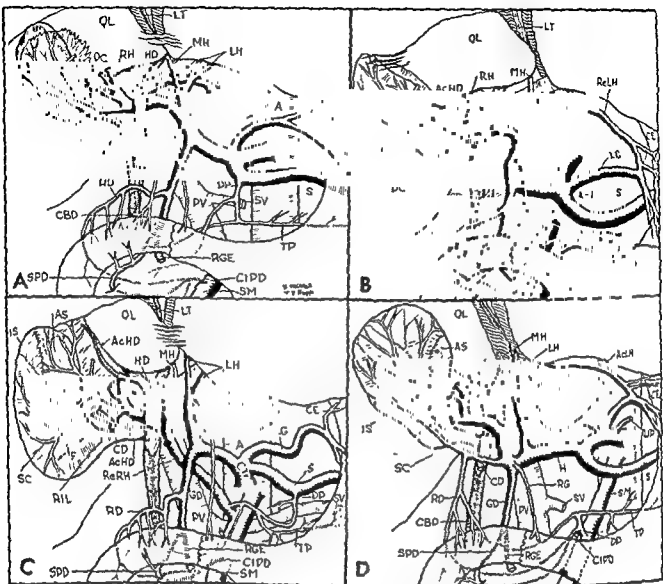 QL
LT
RH
HD
MH
LH
A
S
CBD
PV
SV
TP
RGE
SPD
CIPD
SM
A
QL
LT
AcHD
RH
MH
ReLH
S
B
AS
QL
LT
IS
AcHD
HD
MH
LH
CE
A
G
S
CD
AcHD
ReRH
SC
RIL
RD
GD
PV
DP
SV
TP
RGE
CIPD
SPD
SM
C
QL
AS
MH
LH
AcLH
IS
SC
CD
H
RG
SM
S
RD
GD
SV
CBD
PV
TP
DP
SPD
RGE
CIPD
D